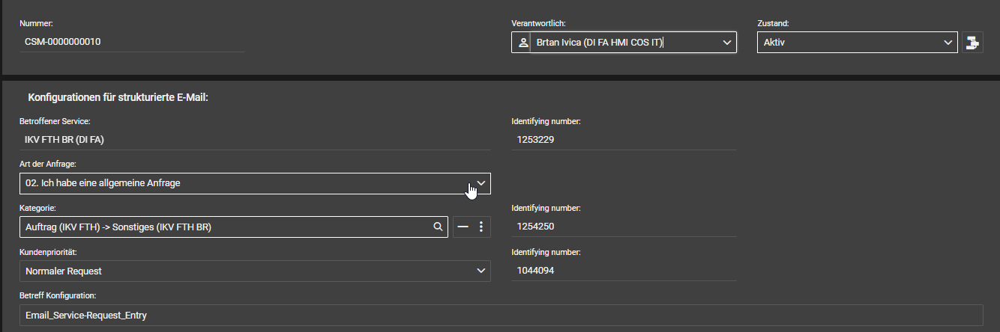 Nummer:
CSM-0000000010
Verantwortlich:
Brtan Ivica (DI FA HMI COS IT)
Zustand:
Aktiv
Konfigurationen für strukturierte E-Mail:
Betroffener Service:
IKV FTH BR (DI FA)
Identifying number:
1253229
Art der Anfrage:
02. Ich habe eine allgemeine Anfrage
Kategorie:
Auftrag (IKV FTH) -> Sonstiges (IKV FTH BR)
Identifying number:
1254250
Kundenpriorität:
Normaler Request
Identifying number:
1044094
Betreff Konfiguration:
Email_Service-Request_Entry